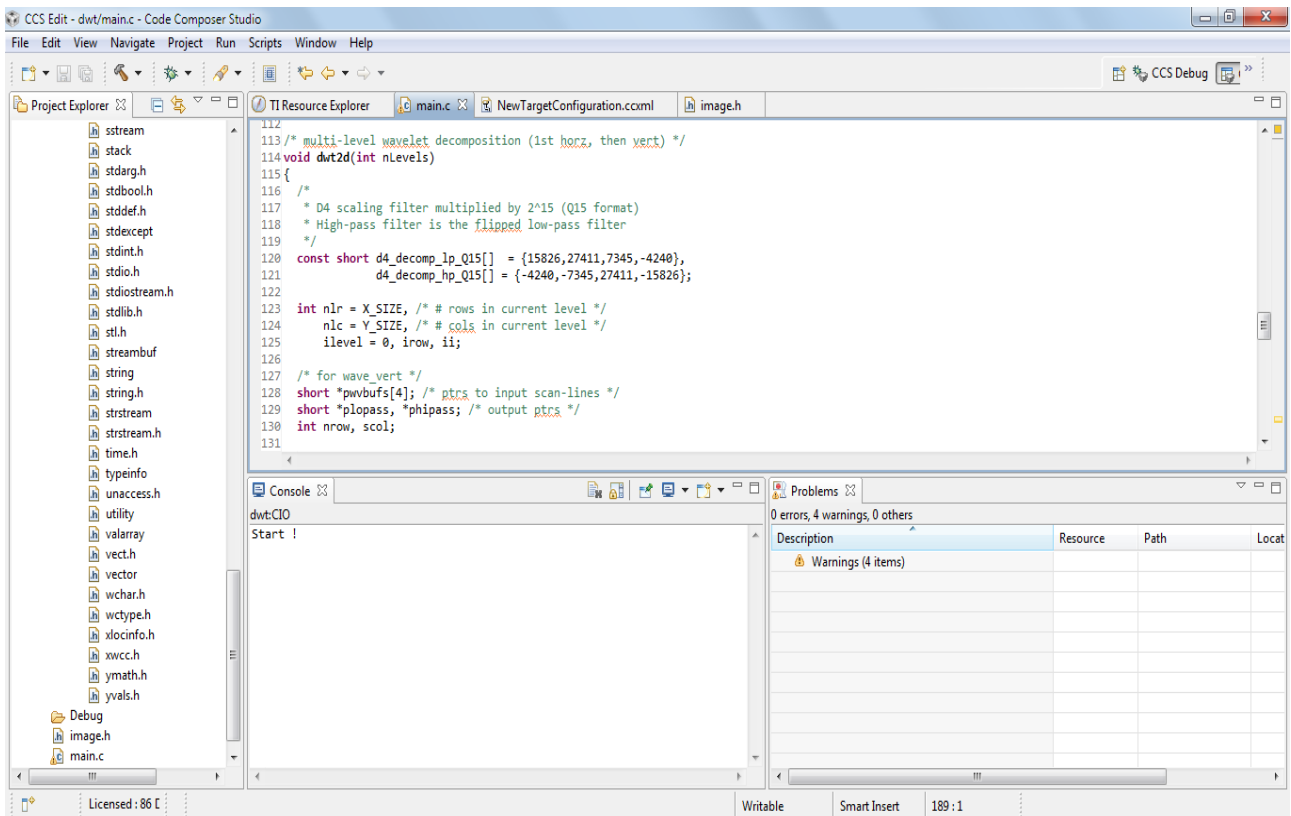 CCS Edit - dwt/main.c - Code Composer Studio
File Edit View Navigate Project Run Scripts Window Help
CCS Debug
Project Explorer
TI Resource Explorer main.c NewTargetConfiguration.ccxml image.h
sstream
stack
stdarg.h
stdbool.h
stddef.h
stdexcept
stdint.h
stdio.h
stdiostream.h
stdlib.h
stl.h
streambuf
string
string.h
strstream
strstream.h
time.h
typeinfo
unaccess.h
utility
valarray
vect.h
vector
wchar.h
wctype.h
xlocinfo.h
xwcc.h
ymath.h
yvals.h
Debug
image.h
main.c
112
113 /* multi-level wavelet decomposition (1st horz, then vert) */
114 void dwt2d(int nLevels)
115 {
116 /*
117 * D4 scaling filter multiplied by 2^15 (Q15 format)
118 * High-pass filter is the flipped low-pass filter
119 */
120 const short d4_decomp_lp_Q15[] = {15826,27411,7345,-4240},
121 d4_decomp_hp_Q15[] = {-4240,-7345,27411,-15826};
122
123 int nlr = X_SIZE, /* # rows in current level */
124 nlc = Y_SIZE, /* # cols in current level */
125 ilevel = 0, irow, ii;
126
127 /* for wave_vert */
128 short *pwvbufs[4]; /* ptrs to input scan-lines */
129 short *plopass, *phipass; /* output ptrs */
130 int nrow, scol;
131
Console
dwt:CIO
Start !
Problems
0 errors, 4 warnings, 0 others
Description Resource Path Locat
Warnings (4 items)
Licensed : 86 D
Writable Smart Insert 189 : 1